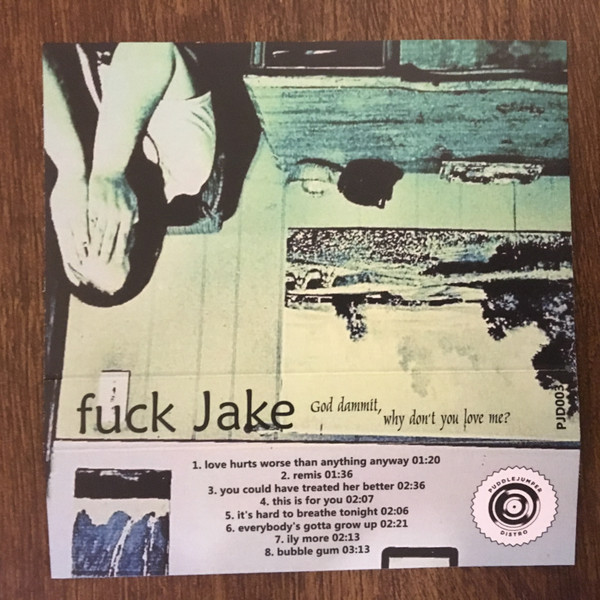 fuck Jake
God dammit,
why don't you love me?
PJD003
1. love hurts worse than anything anyway 01:20
2. remis 01:36
3. you could have treated her better 02:36
4. this is for you 02:07
5. it's hard to breathe tonight 02:06
6. everybody's gotta grow up 02:21
7. ily more 02:13
8. bubble gum 03:13
PUDDLEJUMPER
DISTRO